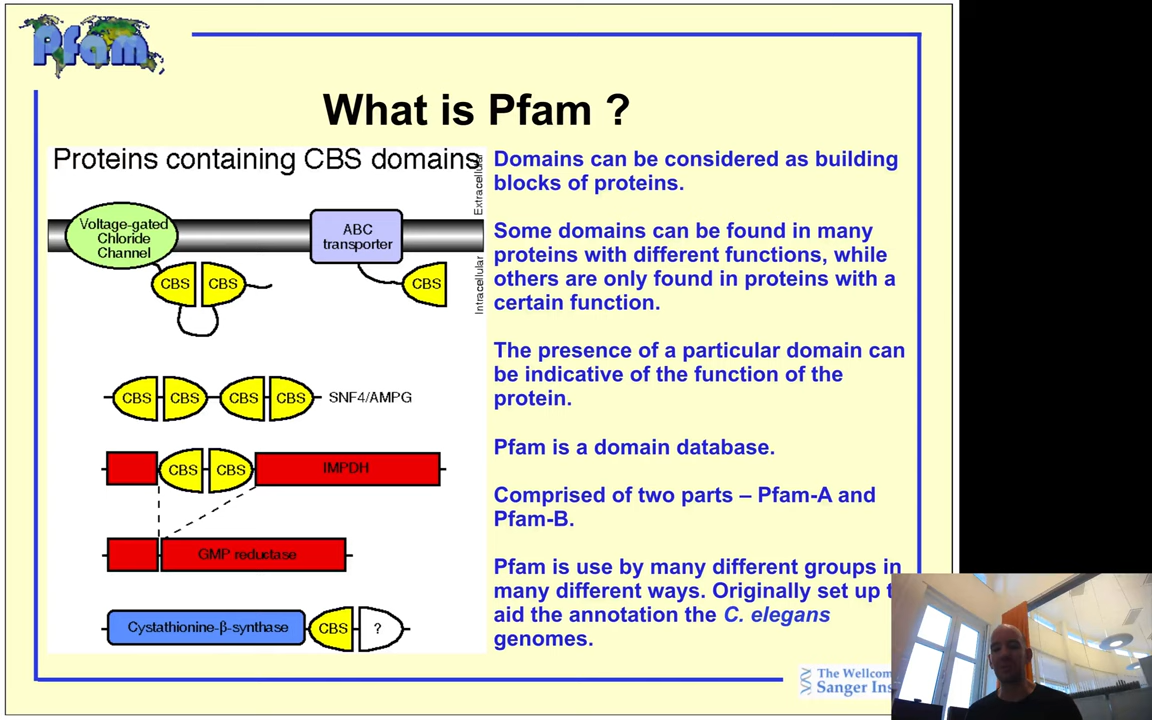 Pfam
What is Pfam ?
Proteins containing CBS domains
Extracellular
Intracellular
Voltage-gated
Chloride
Channel
ABC
transporter
CBS
CBS
CBS
CBS
CBS
CBS
CBS
SNF4/AMPG
CBS
CBS
IMPDH
GMP reductase
Cystathionine-β-synthase
CBS
?
Domains can be considered as building
blocks of proteins.
Some domains can be found in many
proteins with different functions, while
others are only found in proteins with a
certain function.
The presence of a particular domain can
be indicative of the function of the
protein.
Pfam is a domain database.
Comprised of two parts – Pfam-A and
Pfam-B.
Pfam is use by many different groups in
many different ways. Originally set up
aid the annotation the C. elegans
genomes.
The
Sanger